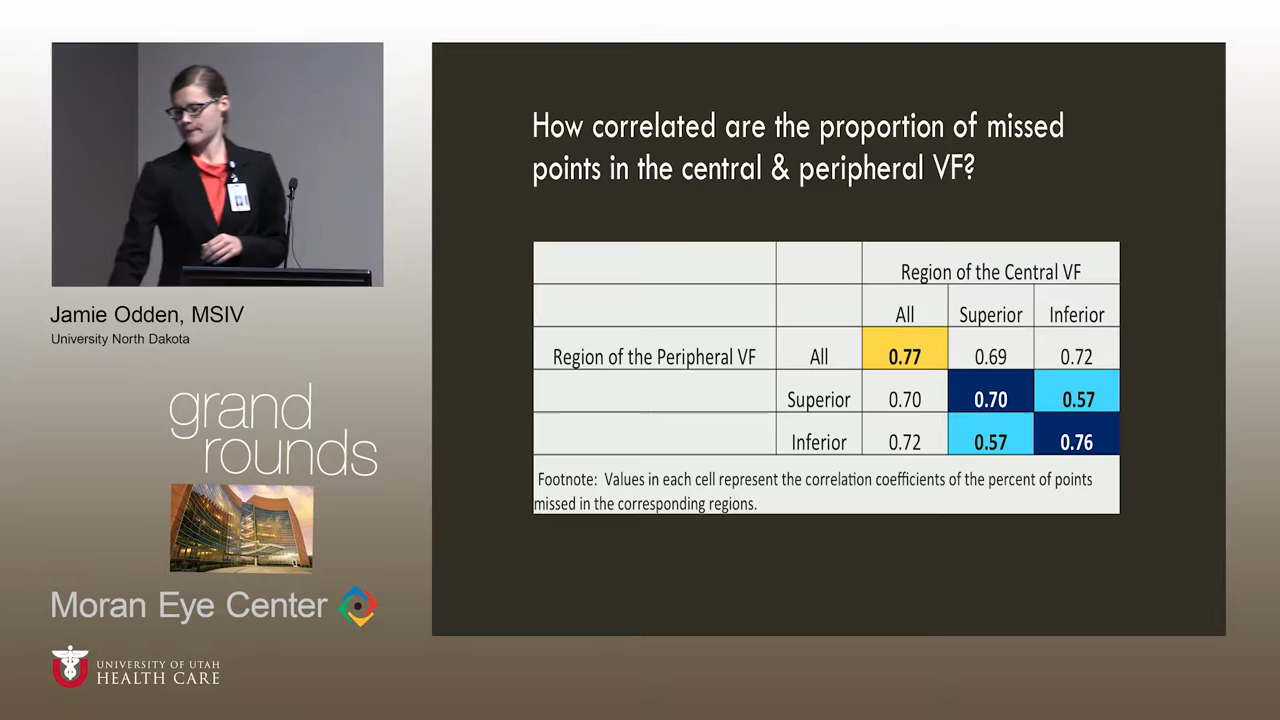 How correlated are the proportion of missed
points in the central & peripheral VF?
Region of the Central VF
All Superior Inferior
Region of the Peripheral VF All 0.77 0.69 0.72
Superior 0.70 0.70 0.57
Inferior 0.72 0.57 0.76
Footnote: Values in each cell represent the correlation coefficients of the percent of points
missed in the corresponding regions.
Jamie Odden, MSIV
University North Dakota
grand
rounds
Moran Eye Center
UNIVERSITY OF UTAH
HEALTH CARE